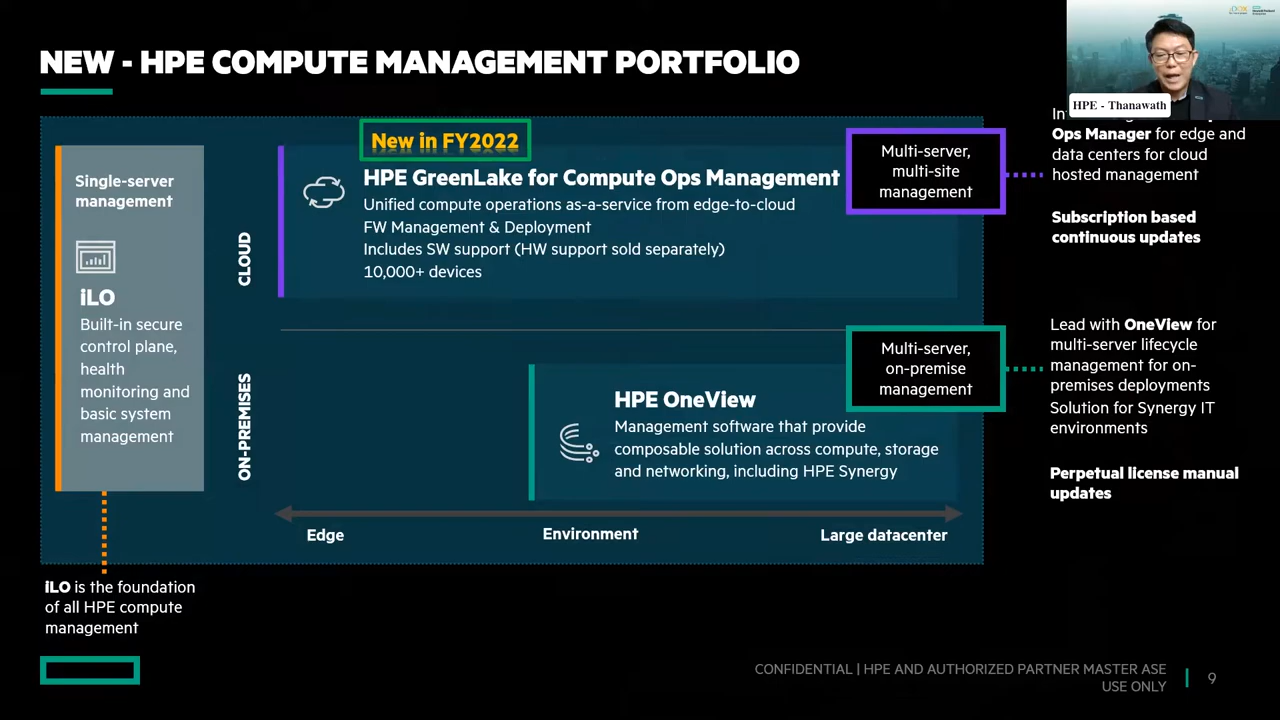 NEW - HPE COMPUTE MANAGEMENT PORTFOLIO
HPE - Thanawath
Single-server
management
iLO
Built-in secure
control plane,
health
monitoring and
basic system
management
CLOUD
New in FY2022
HPE GreenLake for Compute Ops Management
Unified compute operations as-a-service from edge-to-cloud
FW Management & Deployment
Includes SW support (HW support sold separately)
10,000+ devices
Multi-server,
multi-site
management
Ops Manager for edge and
data centers for cloud
hosted management
Subscription based
continuous updates
ON-PREMISES
HPE OneView
Management software that provide
composable solution across compute, storage
and networking, including HPE Synergy
Multi-server,
on-premise
management
Lead with OneView for
multi-server lifecycle
management for on-
premises deployments
Solution for Synergy IT
environments
Perpetual license manual
updates
Edge
Environment
Large datacenter
iLO is the foundation
of all HPE compute
management
CONFIDENTIAL | HPE AND AUTHORIZED PARTNER MASTER ASE
USE ONLY
9